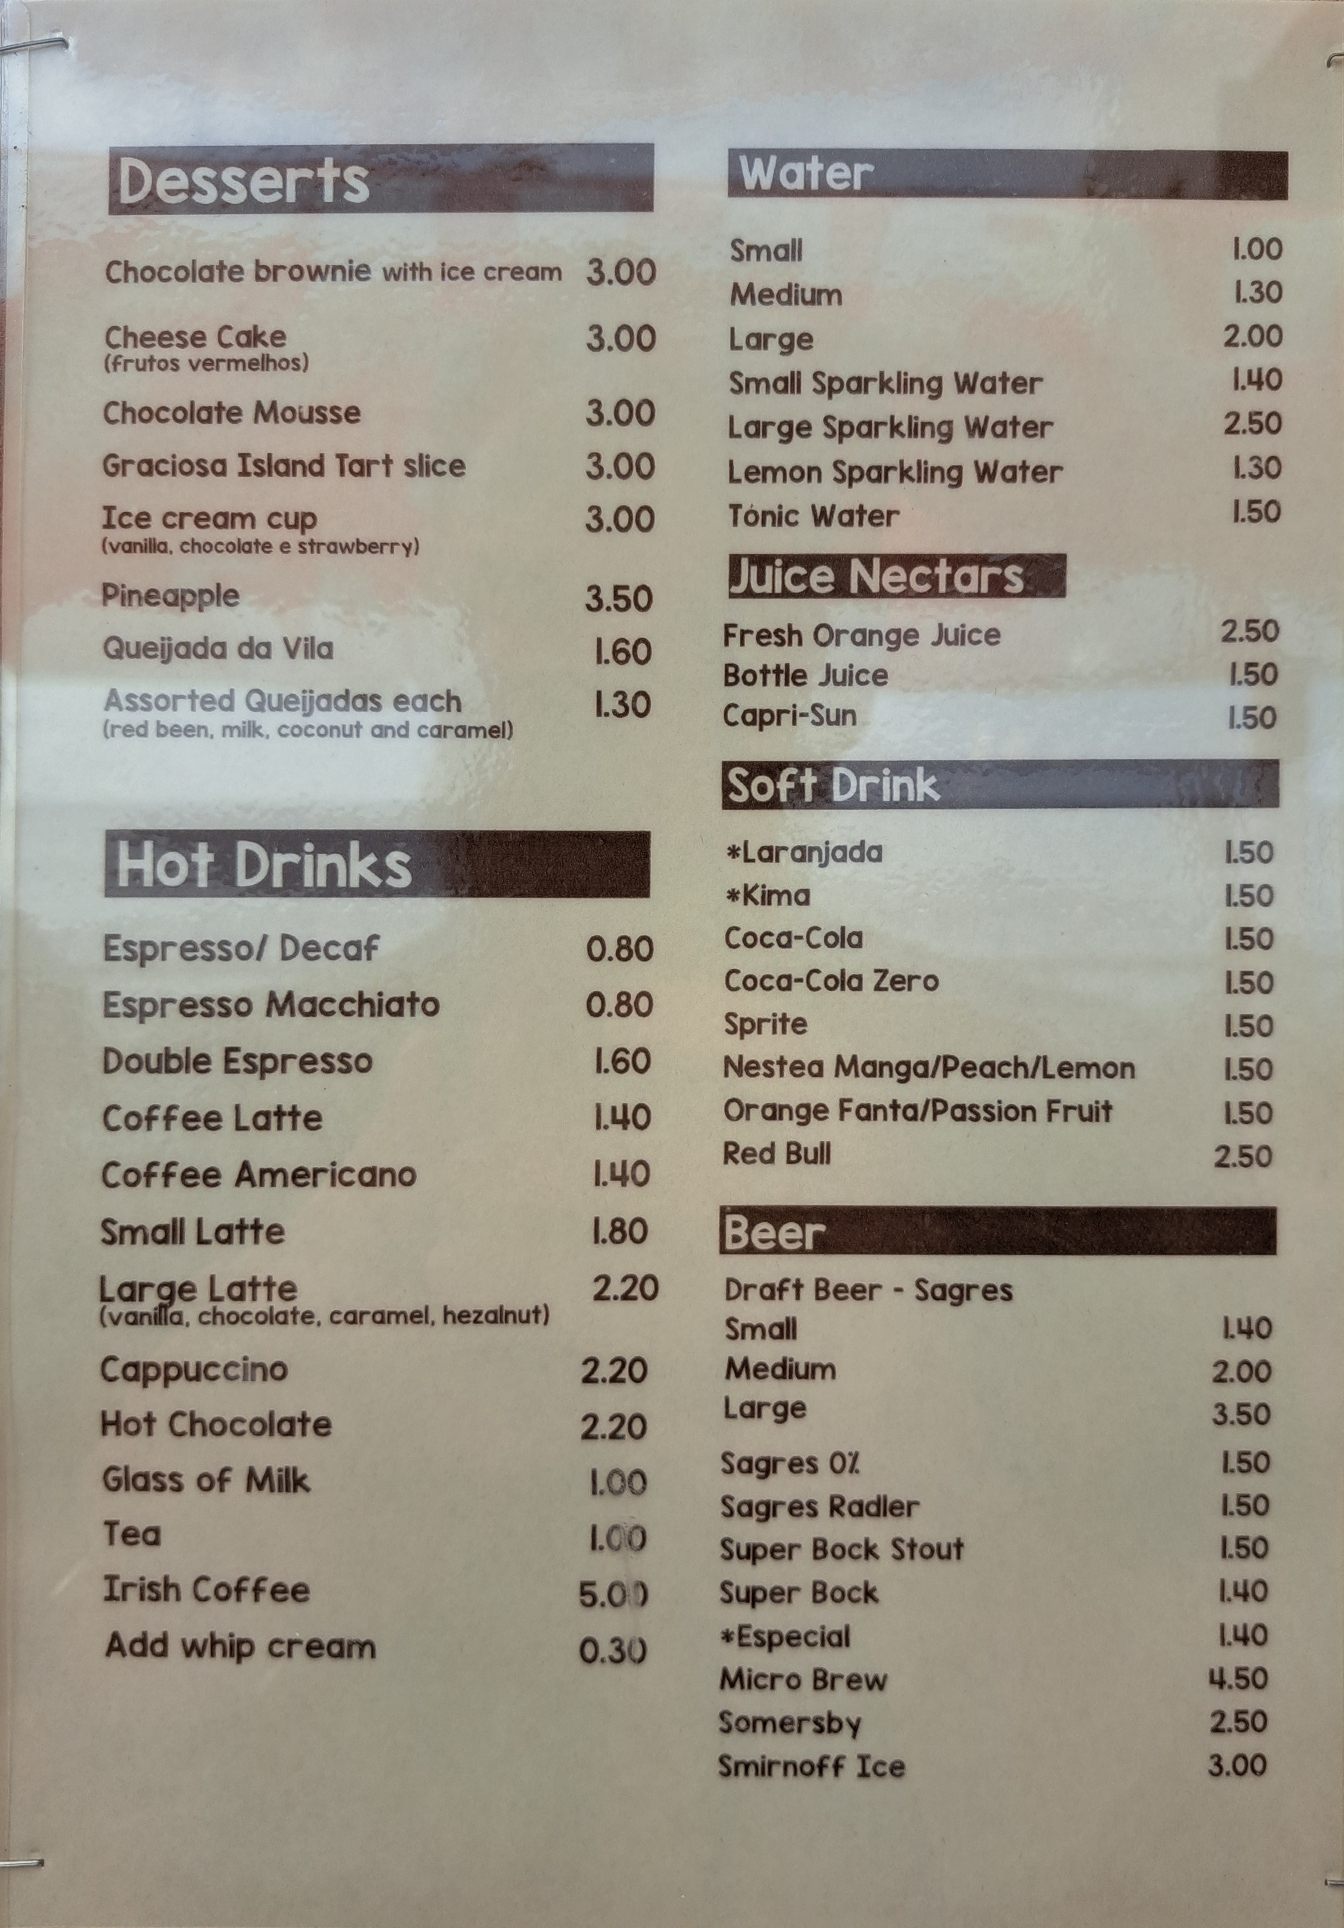 Desserts
Chocolate brownie with ice cream 3.00
Cheese Cake 3.00
(frutos vermelhos)
Chocolate Mousse 3.00
Graciosa Island Tart slice 3.00
Ice cream cup 3.00
(vanilla, chocolate e strawberry)
Pineapple 3.50
Queijada da Vila 1.60
Assorted Queijadas each 1.30
(red been, milk, coconut and caramel)
Hot Drinks
Espresso/ Decaf 0.80
Espresso Macchiato 0.80
Double Espresso 1.60
Coffee Latte 1.40
Coffee Americano 1.40
Small Latte 1.80
Large Latte 2.20
(vanilla, chocolate, caramel, hezalnut)
Cappuccino 2.20
Hot Chocolate 2.20
Glass of Milk 1.00
Tea 1.00
Irish Coffee 5.00
Add whip cream 0.30
Water
Small 1.00
Medium 1.30
Large 2.00
Small Sparkling Water 1.40
Large Sparkling Water 2.50
Lemon Sparkling Water 1.30
Tónic Water 1.50
Juice Nectars
Fresh Orange Juice 2.50
Bottle Juice 1.50
Capri-Sun 1.50
Soft Drink
*Laranjada 1.50
*Kima 1.50
Coca-Cola 1.50
Coca-Cola Zero 1.50
Sprite 1.50
Nestea Manga/Peach/Lemon 1.50
Orange Fanta/Passion Fruit 1.50
Red Bull 2.50
Beer
Draft Beer - Sagres
Small 1.40
Medium 2.00
Large 3.50
Sagres 0% 1.50
Sagres Radler 1.50
Super Bock Stout 1.50
Super Bock 1.40
*Especial 1.40
Micro Brew 4.50
Somersby 2.50
Smirnoff Ice 3.00